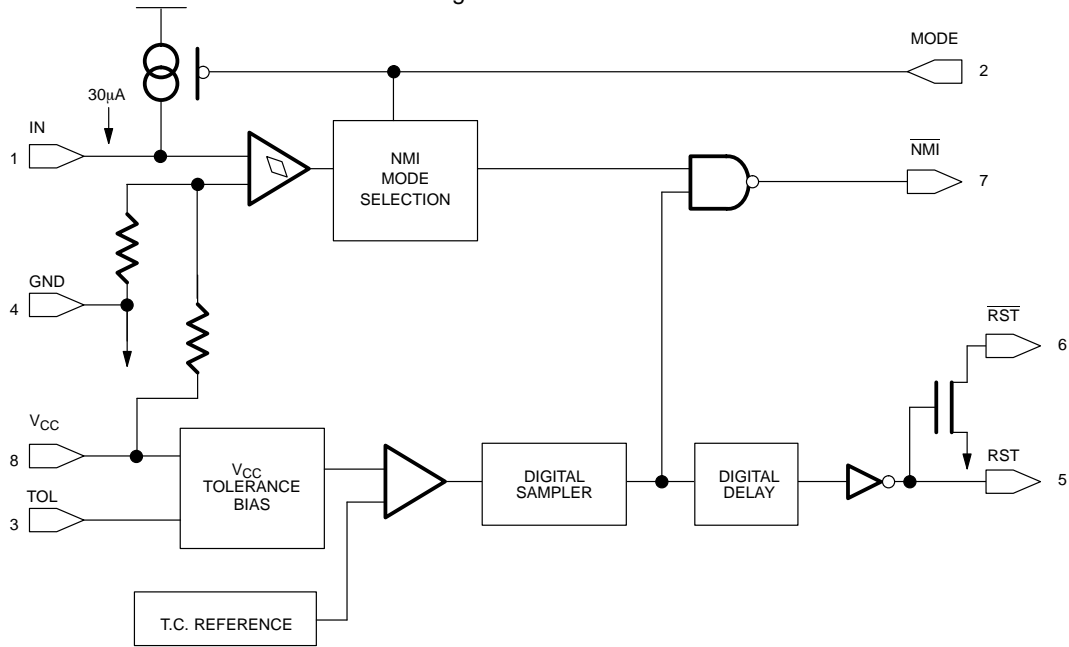 g
MODE
2
30μA
IN
1
NMI
MODE
SELECTION
NMI
7
GND
4
RST
6
VCC
8
VCC
TOLERANCE
BIAS
DIGITAL
SAMPLER
DIGITAL
DELAY
RST
5
TOL
3
T.C. REFERENCE